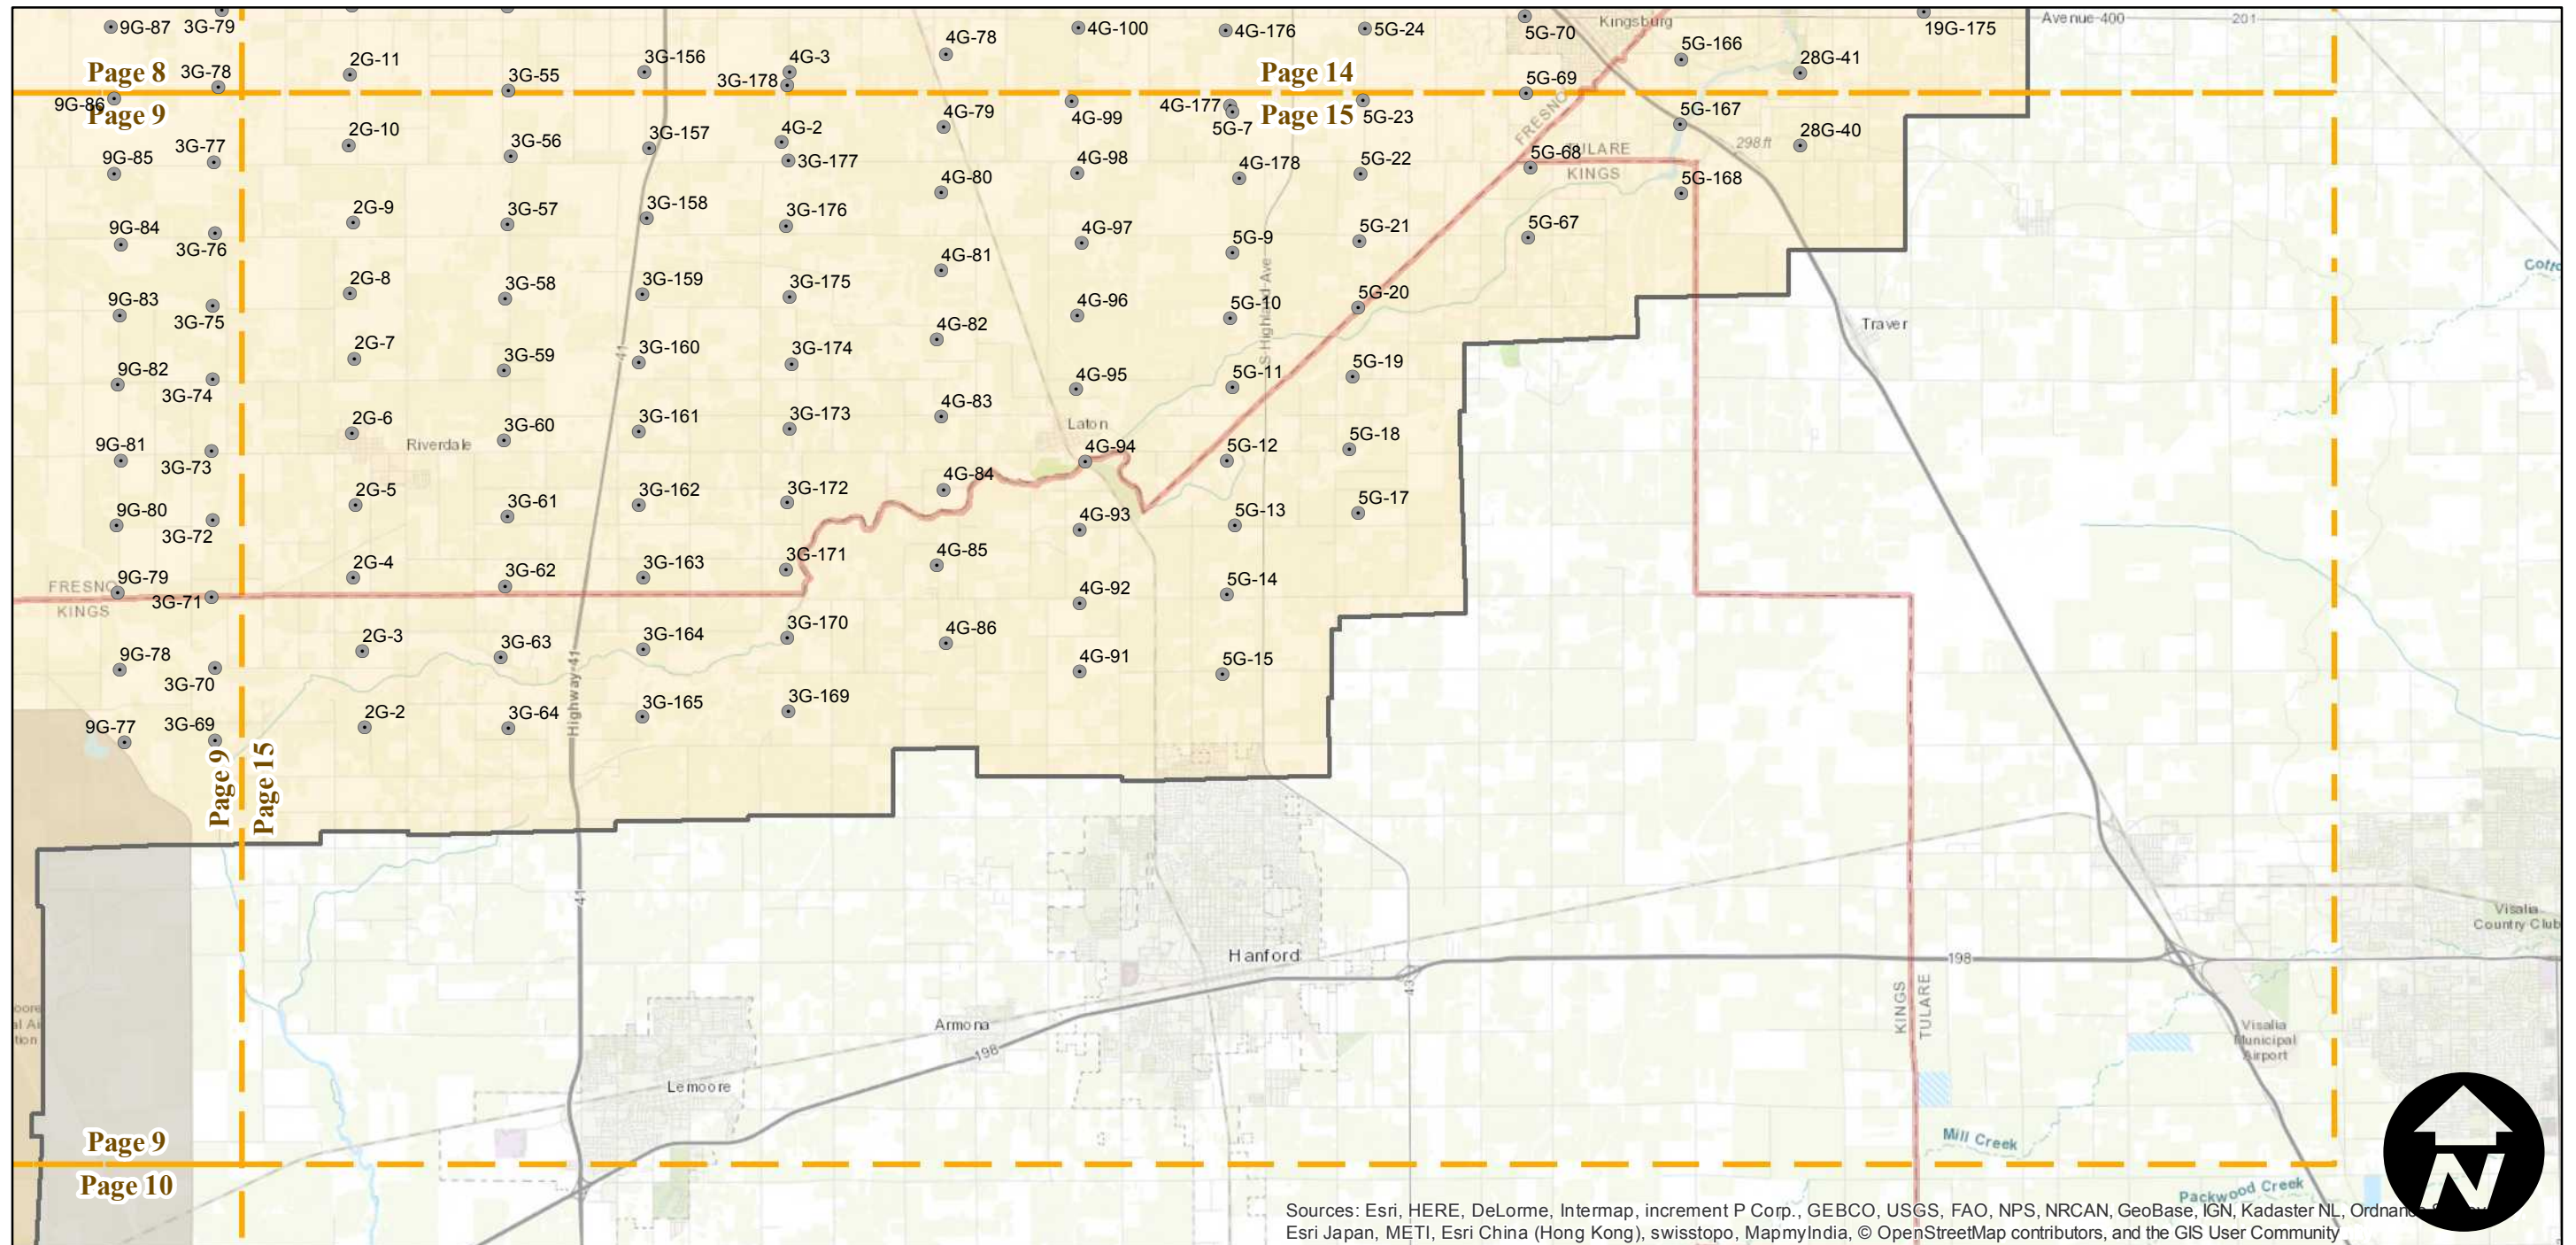 9G-87
3G-79
4G-78
4G-100
4G-176
5G-24
5G-70
Kingsburg
Avenue 400
201
19G-175
Page 8
3G-78
2G-11
3G-55
3G-156
4G-3
3G-178
Page 14
5G-69
5G-166
28G-41
9G-86
Page 9
4G-79
4G-99
4G-177
5G-7
Page 15
5G-23
FRESNO
5G-167
28G-40
298 ft
9G-85
3G-77
2G-10
3G-56
3G-157
4G-2
3G-177
4G-80
4G-98
4G-178
5G-22
5G-68
TULARE
KINGS
5G-168
9G-84
3G-76
2G-9
3G-57
3G-158
3G-176
4G-81
4G-97
5G-9
5G-21
5G-67
9G-83
3G-75
2G-8
3G-58
3G-159
3G-175
4G-82
4G-96
5G-10
5G-20
S Highland Ave
Traver
9G-82
3G-74
2G-7
3G-59
3G-160
41
3G-174
4G-83
4G-95
5G-11
5G-19
9G-81
3G-73
2G-6
Riverdale
3G-60
3G-161
3G-173
Laton
4G-84
4G-94
5G-12
5G-18
9G-80
3G-72
2G-5
3G-61
3G-162
3G-172
4G-93
5G-13
5G-17
FRESNO
KINGS
9G-79
3G-71
2G-4
3G-62
3G-163
3G-171
4G-85
4G-92
5G-14
9G-78
3G-70
2G-3
3G-63
Highway 41
3G-164
3G-170
4G-86
4G-91
5G-15
9G-77
3G-69
2G-2
3G-64
3G-165
3G-169
Page 9
Page 15
41
Hanford
43
198
KINGS
TULARE
Visalia
Country Club
Armona
198
Lemoore
Visalia
Municipal
Airport
Page 9
Page 10
Mill Creek
Packwood Creek
N
Sources: Esri, HERE, DeLorme, Intermap, increment P Corp., GEBCO, USGS, FAO, NPS, NRCAN, GeoBase, IGN, Kadaster NL, Ordnance
Esri Japan, METI, Esri China (Hong Kong), swisstopo, MapmyIndia, © OpenStreetMap contributors, and the GIS User Community